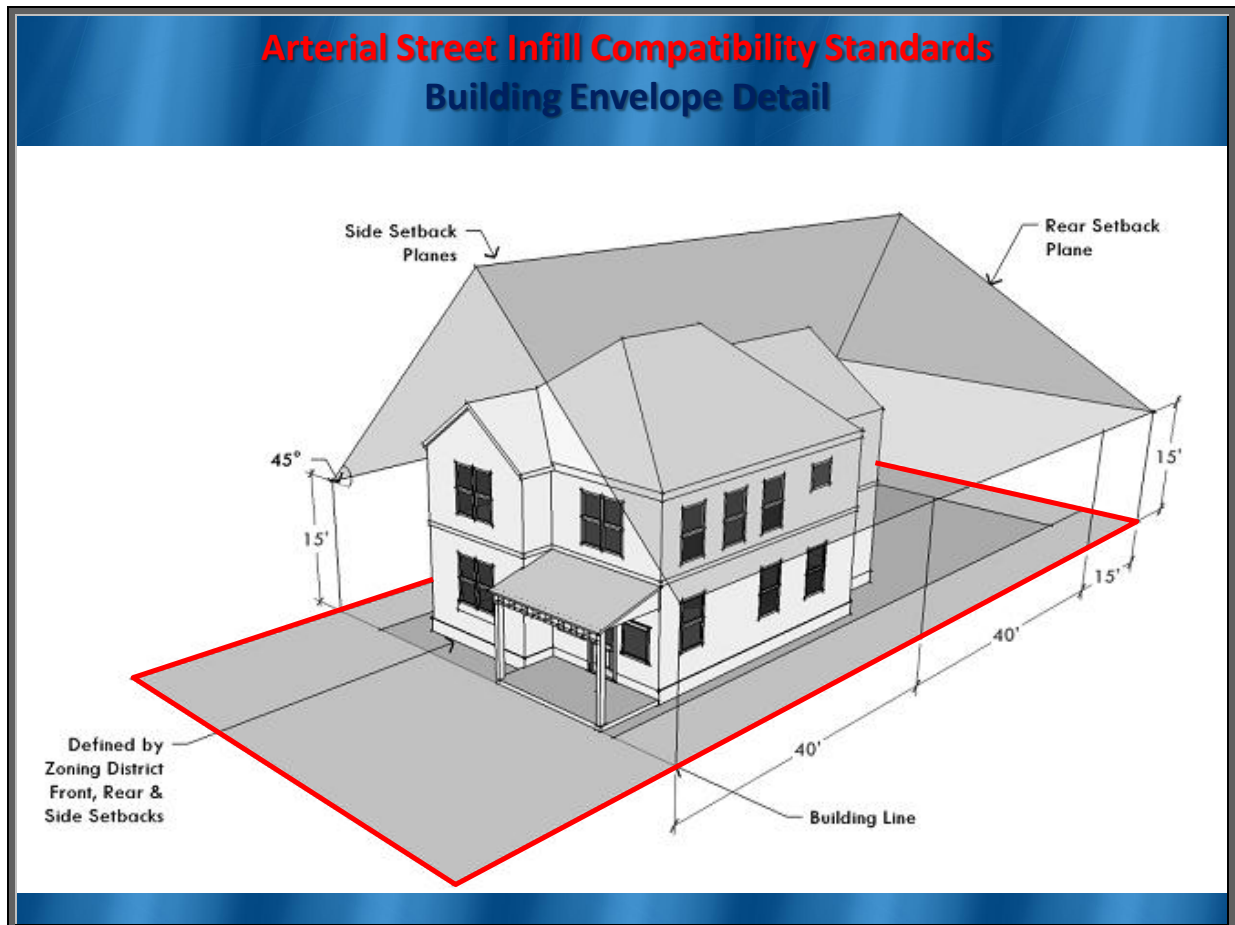 Arterial Street Infill Compatibility Standards
Building Envelope Detail
Side Setback
Planes
Rear Setback
Plane
45°
15'
15'
15'
40'
40'
Defined by
Zoning District
Front, Rear &
Side Setbacks
Building Line